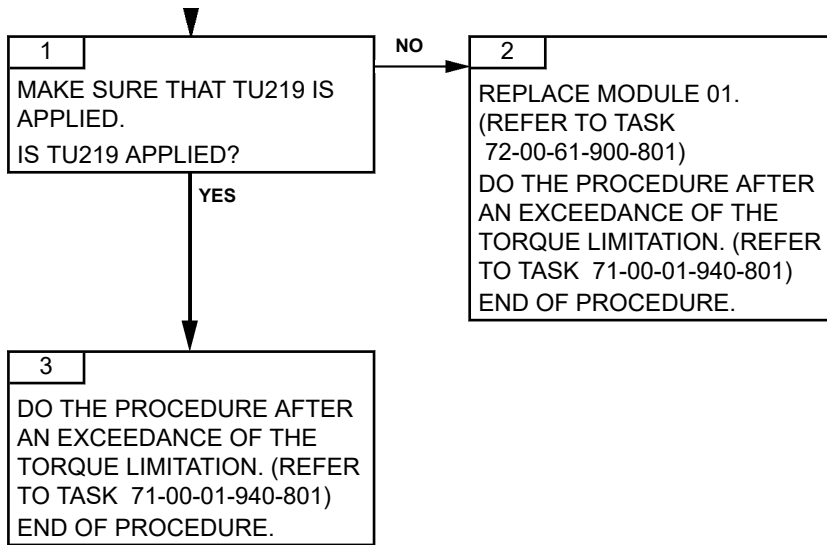 1
MAKE SURE THAT TU219 IS
APPLIED.
IS TU219 APPLIED?
NO
2
REPLACE MODULE 01.
(REFER TO TASK
72-00-61-900-801)
DO THE PROCEDURE AFTER
AN EXCEEDANCE OF THE
TORQUE LIMITATION. (REFER
TO TASK 71-00-01-940-801)
END OF PROCEDURE.
YES
3
DO THE PROCEDURE AFTER
AN EXCEEDANCE OF THE
TORQUE LIMITATION. (REFER
TO TASK 71-00-01-940-801)
END OF PROCEDURE.